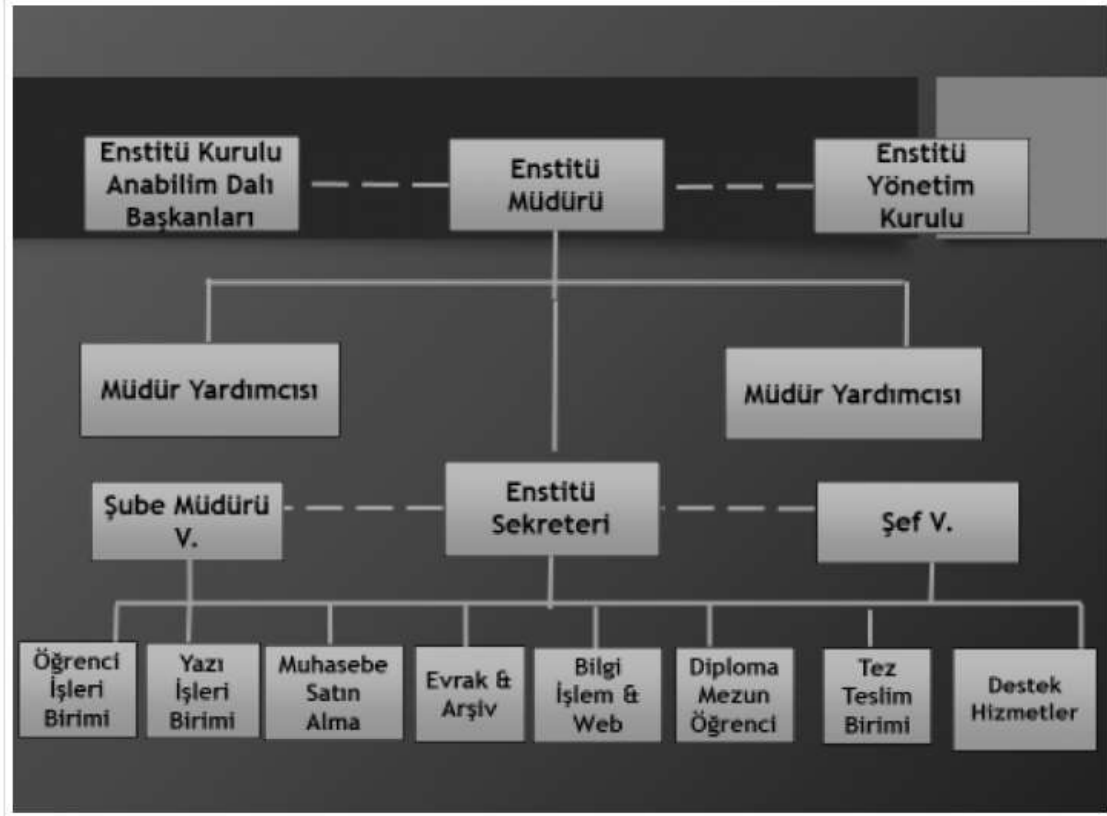 Enstitü Kurulu
Anabilim Dalı
Başkanları
Enstitü
Müdürü
Enstitü
Yönetim
Kurulu
Müdür Yardımcısı
Müdür Yardımcısı
Şube Müdürü
V.
Enstitü
Sekreteri
Şef V.
Öğrenci
İşleri
Birimi
Yazı
İşleri
Birimi
Muhasebe
Satın
Alma
Evrak &
Arşiv
Bilgi
İşlem &
Web
Diploma
Mezun
Öğrenci
Tez
Teslim
Birimi
Destek
Hizmetler